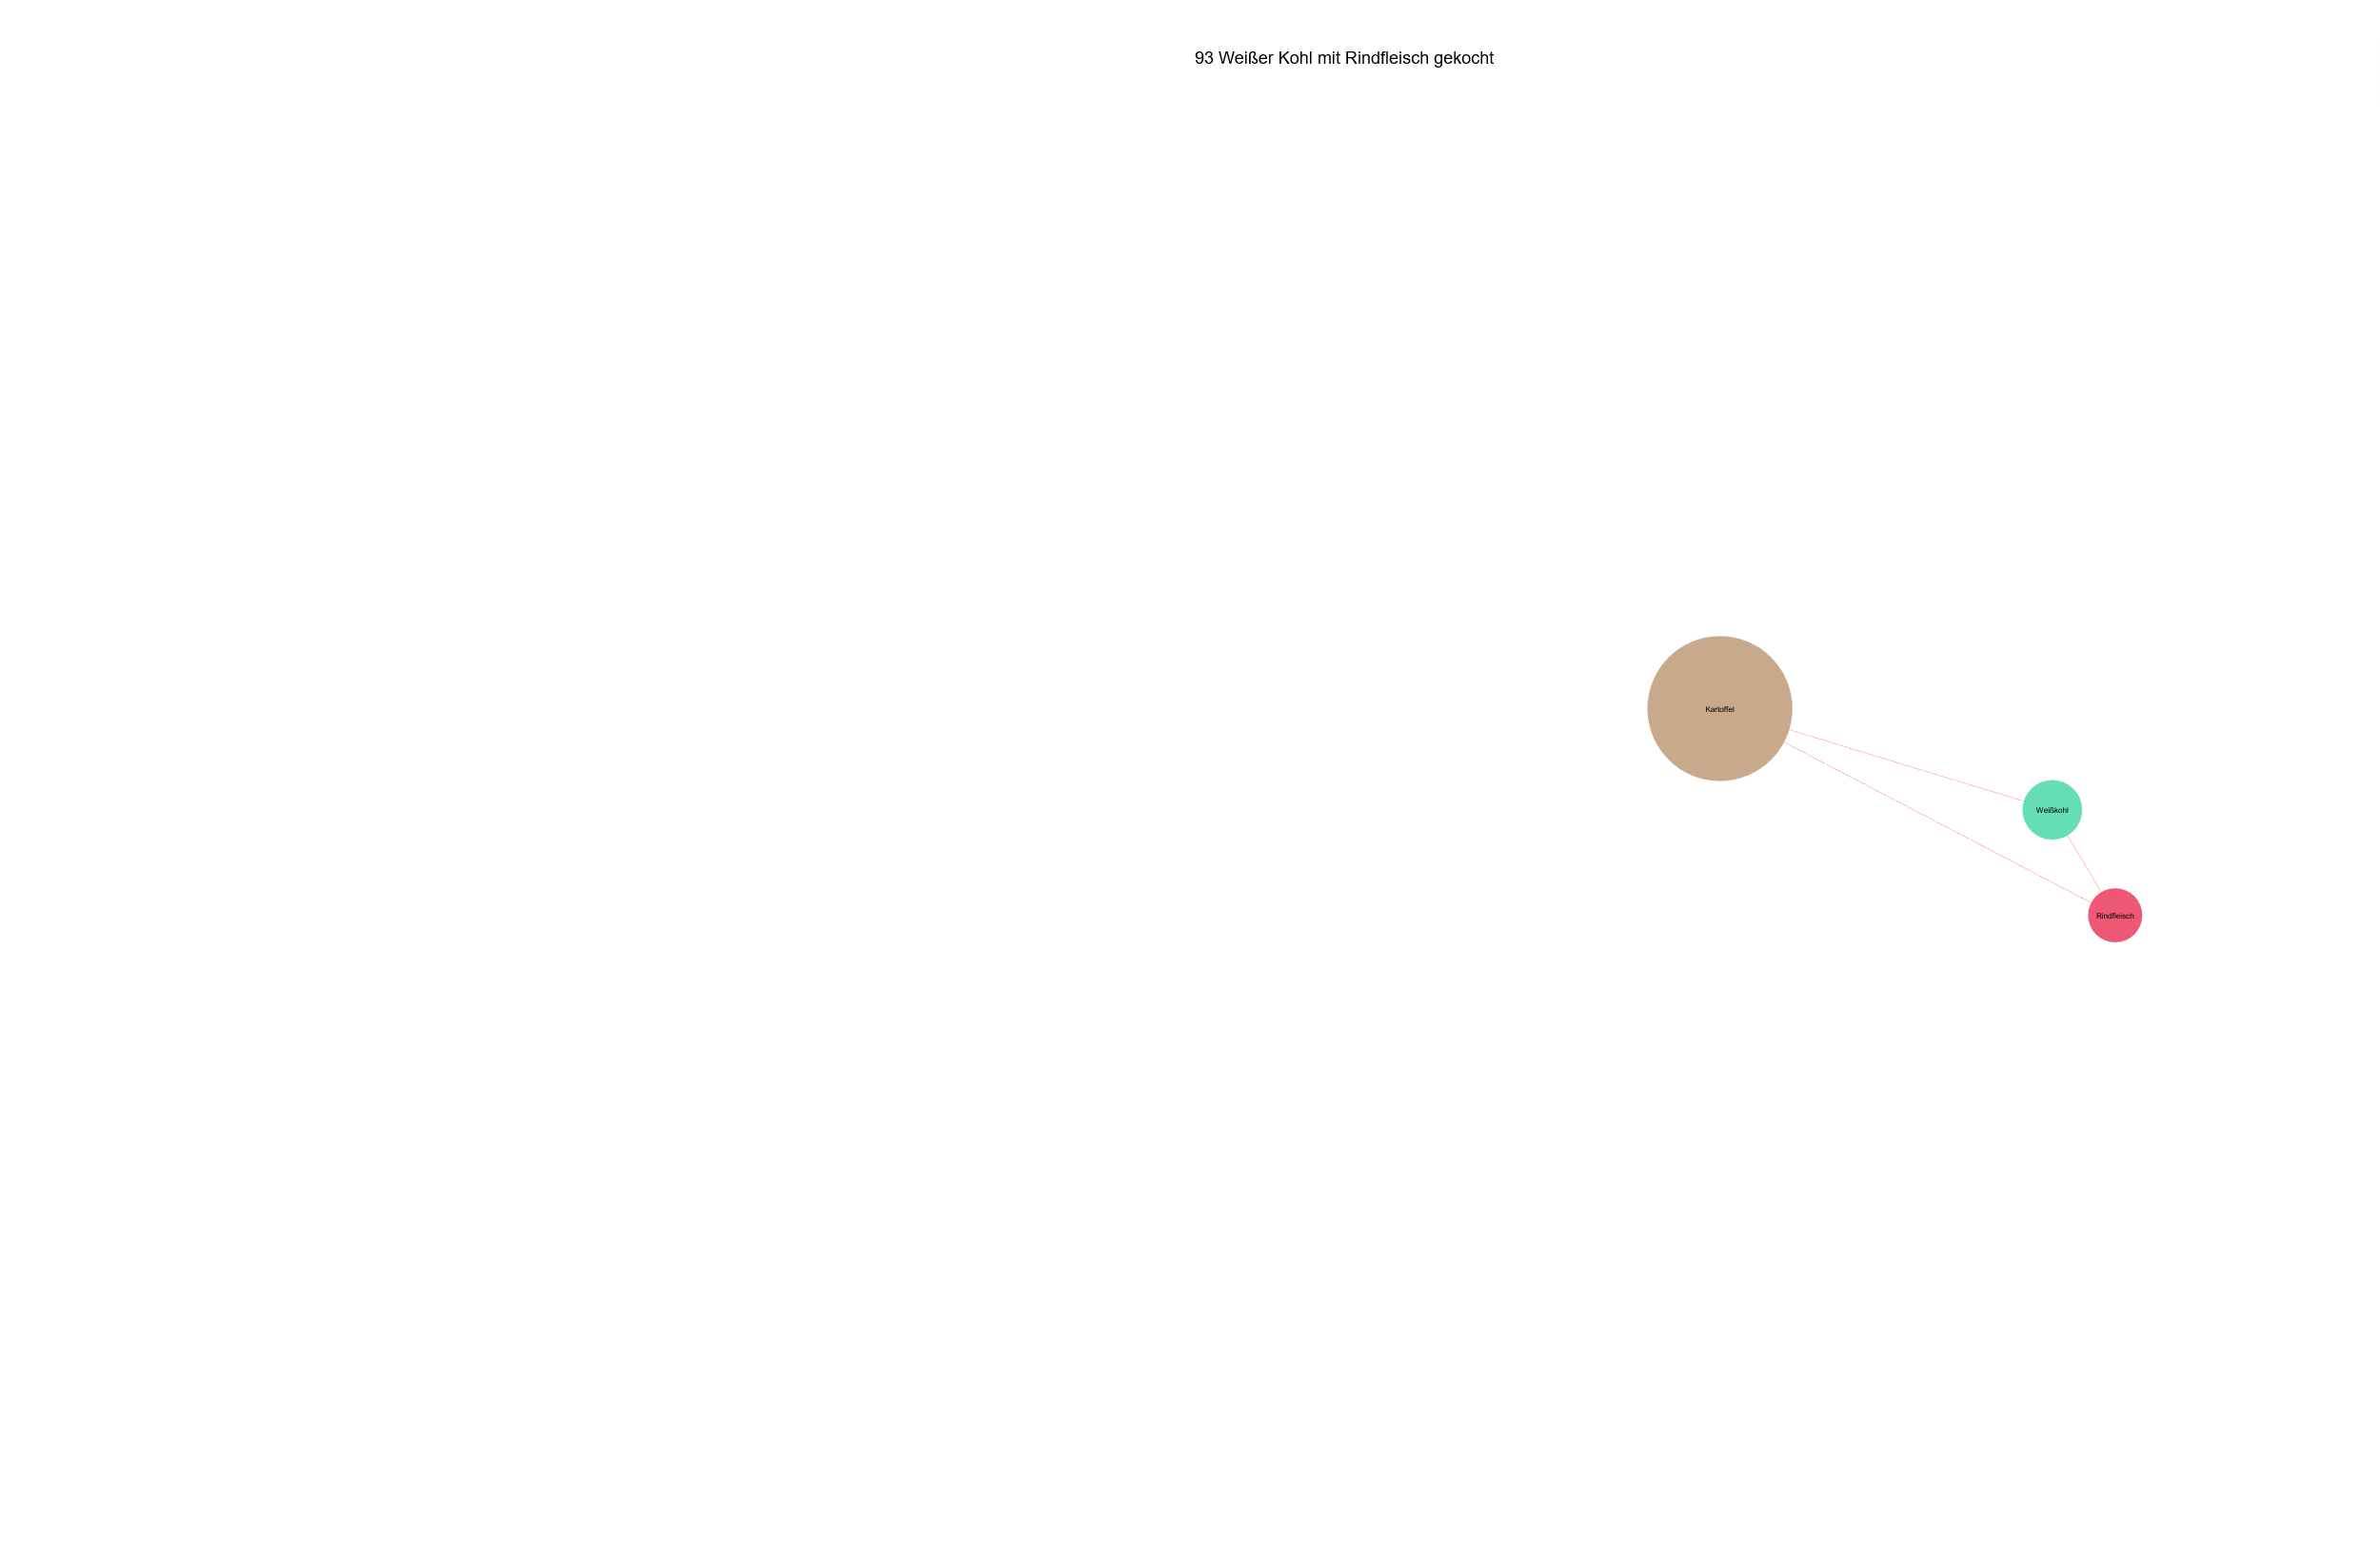 93 Weißer Kohl mit Rindfleisch gekocht
Kartoffel
Weißkohl
Rindfleisch